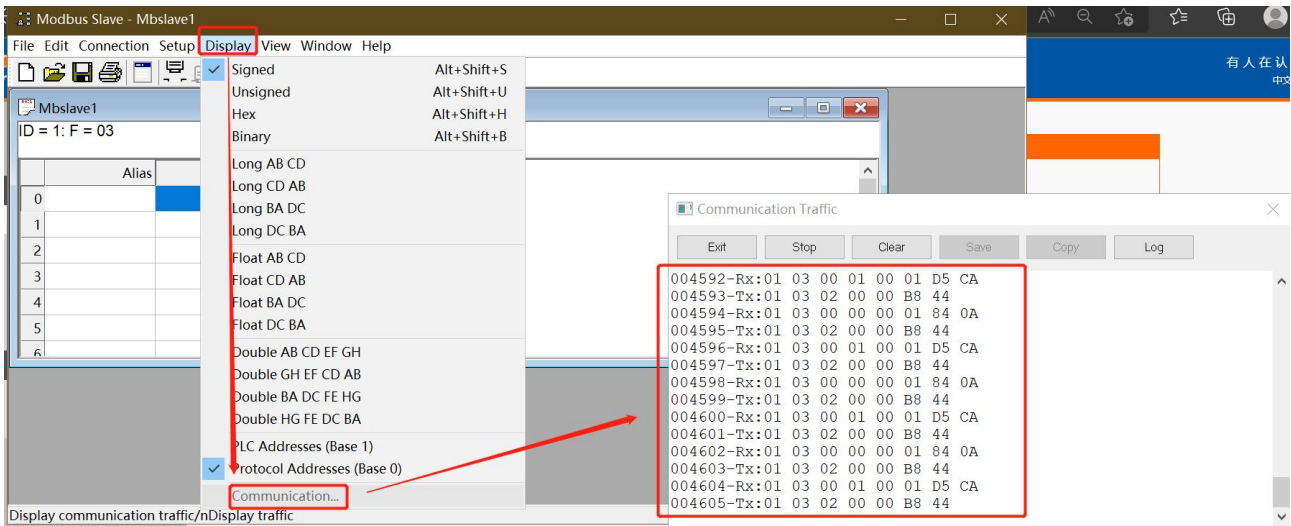 Modbus Slave - Mbslave1
File Edit Connection Setup Display View Window Help
有人在认
中文
Signed Alt+Shift+S
Unsigned Alt+Shift+U
Hex Alt+Shift+H
Binary Alt+Shift+B
Long AB CD
Long CD AB
Long BA DC
Long DC BA
Float AB CD
Float CD AB
Float BA DC
Float DC BA
Double AB CD EF GH
Double GH EF CD AB
Double BA DC FE HG
Double HG FE DC BA
PLC Addresses (Base 1)
Protocol Addresses (Base 0)
Communication...
Mbslave1
ID = 1: F = 03
Alias
0
1
2
3
4
5
6
Display communication traffic/nDisplay traffic
Communication Traffic
Exit Stop Clear Save Copy Log
004592-Rx:01 03 00 01 00 01 D5 CA
004593-Tx:01 03 02 00 00 B8 44
004594-Rx:01 03 00 00 00 01 84 0A
004595-Tx:01 03 02 00 00 B8 44
004596-Rx:01 03 00 01 00 01 D5 CA
004597-Tx:01 03 02 00 00 B8 44
004598-Rx:01 03 00 00 00 01 84 0A
004599-Tx:01 03 02 00 00 B8 44
004600-Rx:01 03 00 01 00 01 D5 CA
004601-Tx:01 03 02 00 00 B8 44
004602-Rx:01 03 00 00 00 01 84 0A
004603-Tx:01 03 02 00 00 B8 44
004604-Rx:01 03 00 01 00 01 D5 CA
004605-Tx:01 03 02 00 00 B8 44